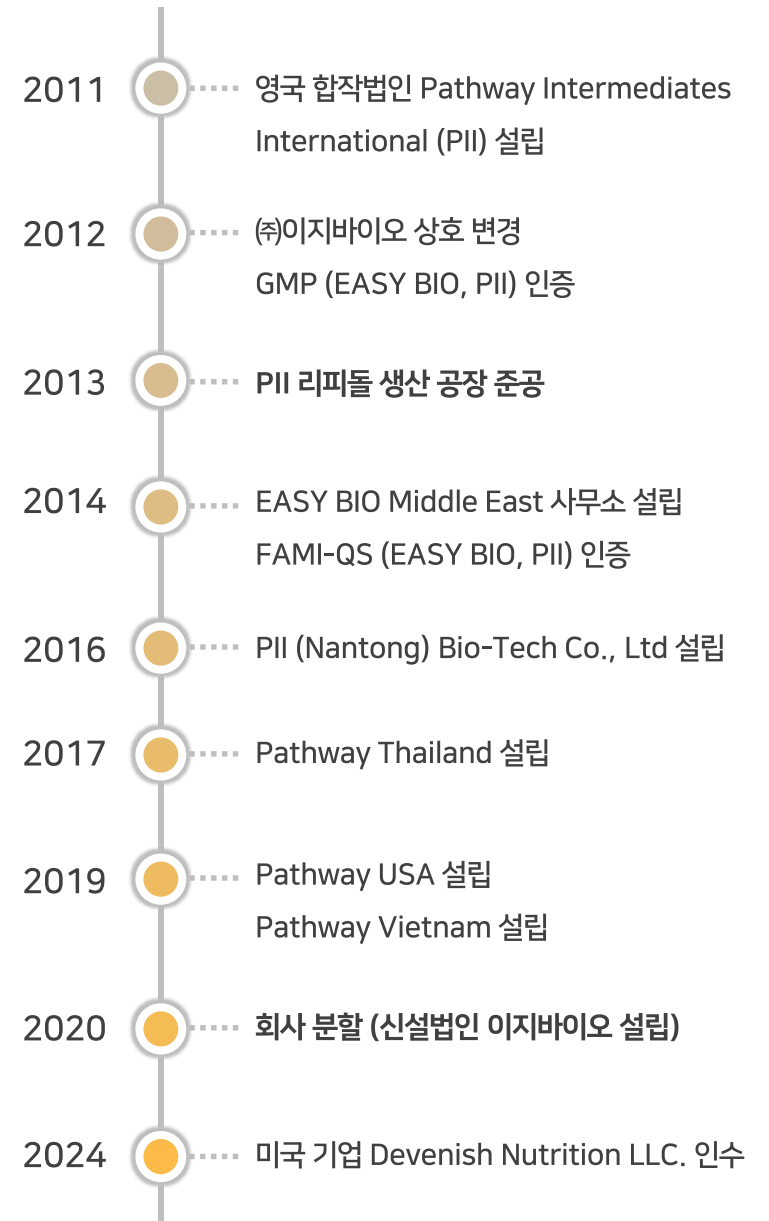 2011 영국 합작법인 Pathway Intermediates
International (PII) 설립
2012 ㈜이지바이오 상호 변경
GMP (EASY BIO, PII) 인증
2013 PII 리피돌 생산 공장 준공
2014 EASY BIO Middle East 사무소 설립
FAMI-QS (EASY BIO, PII) 인증
2016 PII (Nantong) Bio-Tech Co., Ltd 설립
2017 Pathway Thailand 설립
2019 Pathway USA 설립
Pathway Vietnam 설립
2020 회사 분할 (신설법인 이지바이오 설립)
2024 미국 기업 Devenish Nutrition LLC. 인수